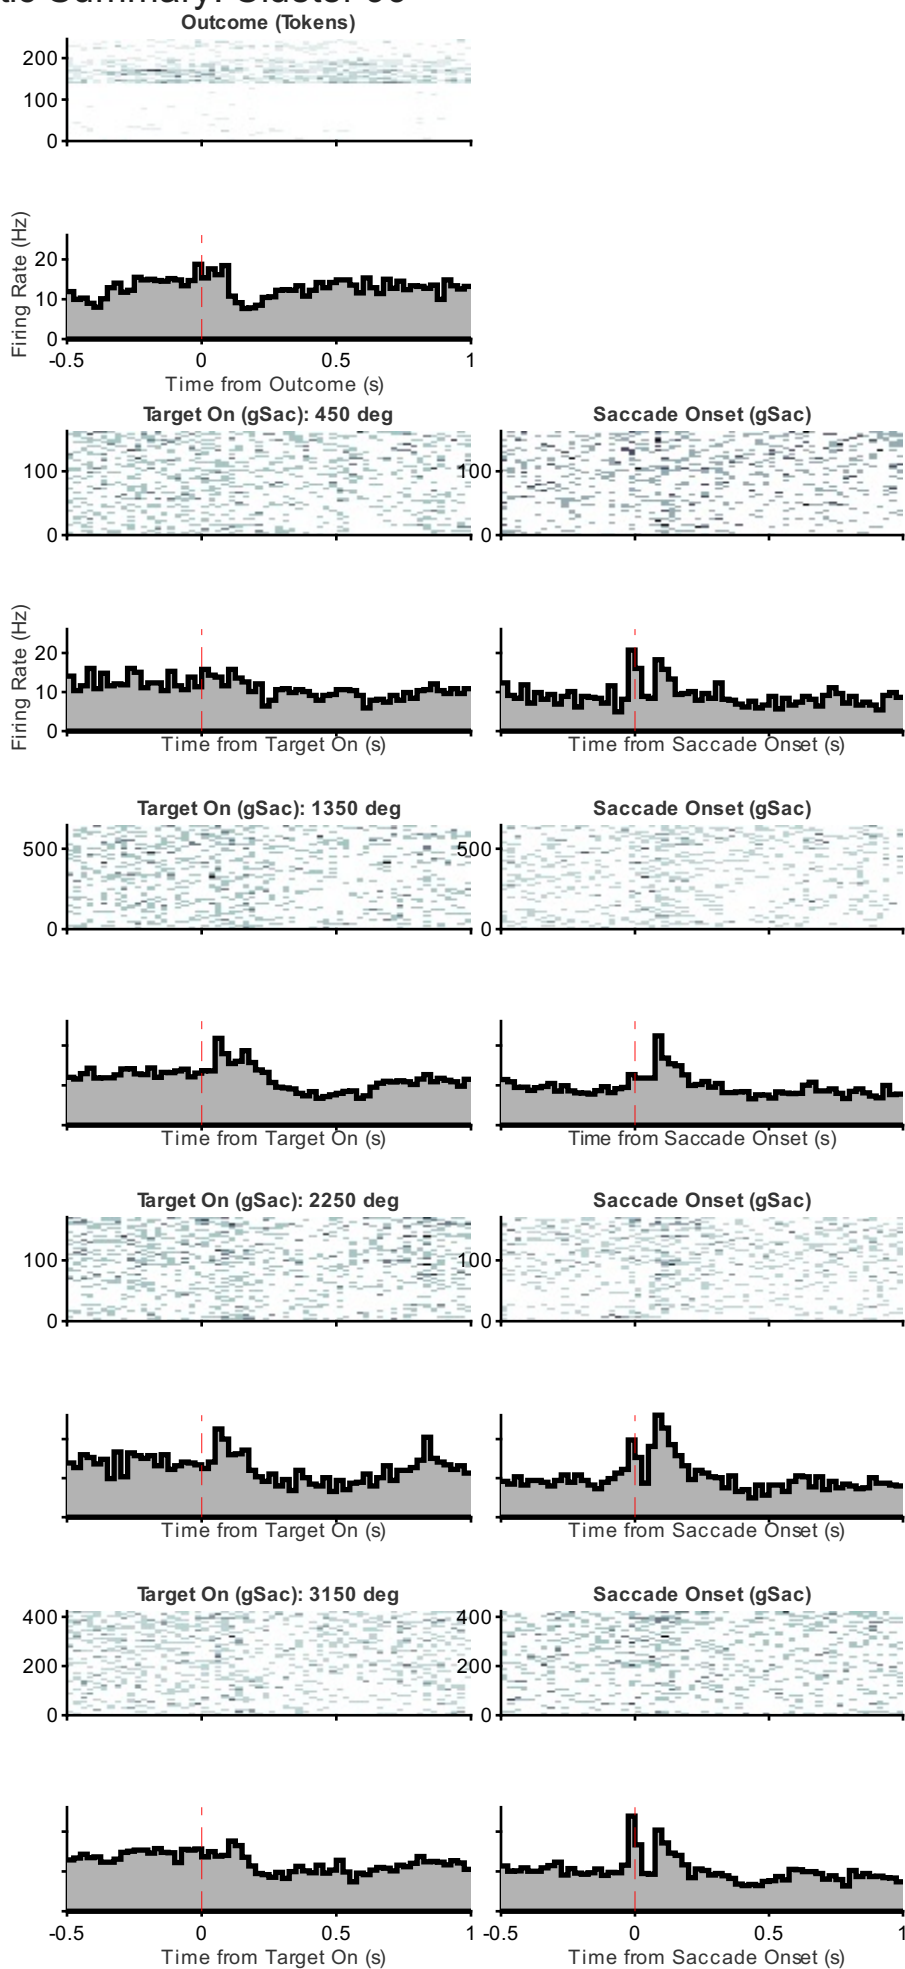 Summary: Cluster
Outcome (Tokens)
200
100
0
Firing Rate (Hz)
20
10
0
-0.5 0 0.5 1
Time from Outcome (s)
Target On (gSac): 450 deg Saccade Onset (gSac)
100 100
0 0
Firing Rate (Hz)
20
10
0
Time from Target On (s) Time from Saccade Onset (s)
Target On (gSac): 1350 deg Saccade Onset (gSac)
500 500
0 0
Time from Target On (s) Time from Saccade Onset (s)
Target On (gSac): 2250 deg Saccade Onset (gSac)
100 100
0 0
Time from Target On (s) Time from Saccade Onset (s)
Target On (gSac): 3150 deg Saccade Onset (gSac)
400 400
200 200
0 0
-0.5 0 0.5 1 -0.5 0 0.5 1
Time from Target On (s) Time from Saccade Onset (s)